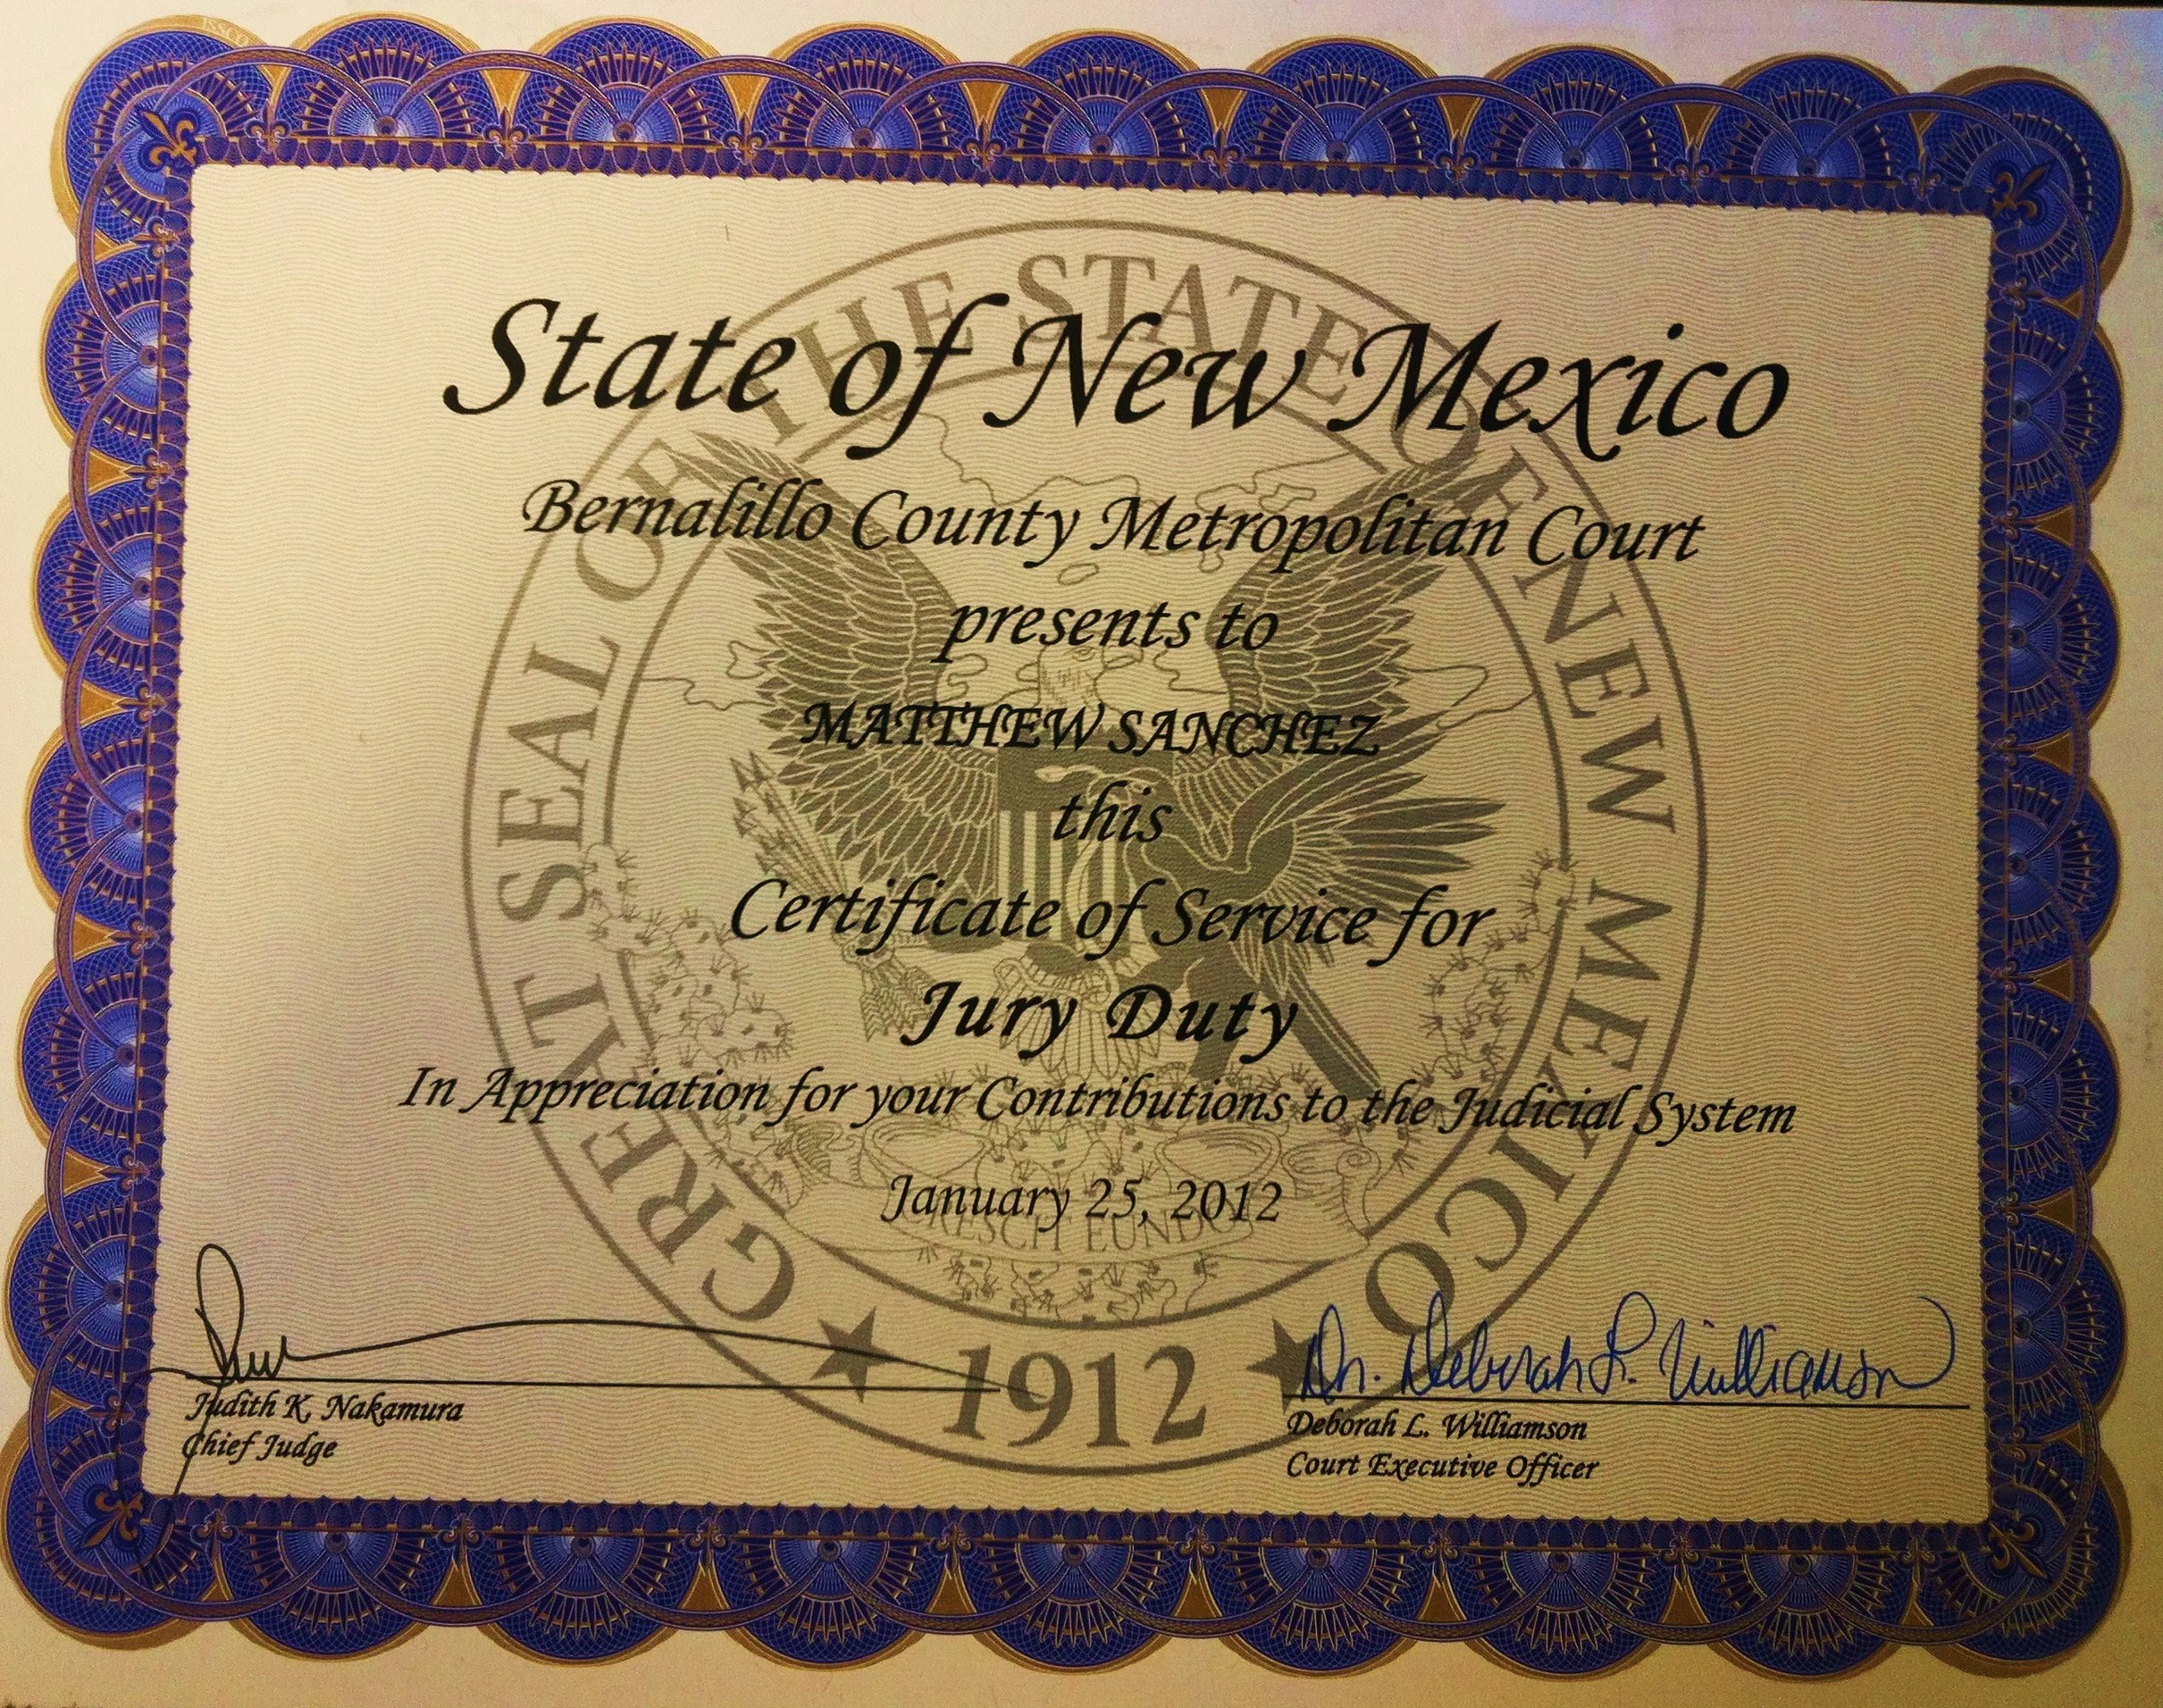 State of New Mexico
Bernalillo County Metropolitan Court
presents to
MATTHEW SANCHEZ
this
Certificate of Service for
Jury Duty
In Appreciation for your Contributions to the Judicial System
January 25, 2012
GREAT SEAL OF THE STATE OF NEW MEXICO
1912
Dr. Deborah L. Williamson
Judith K. Nakamura
Chief Judge
Deborah L. Williamson
Court Executive Officer